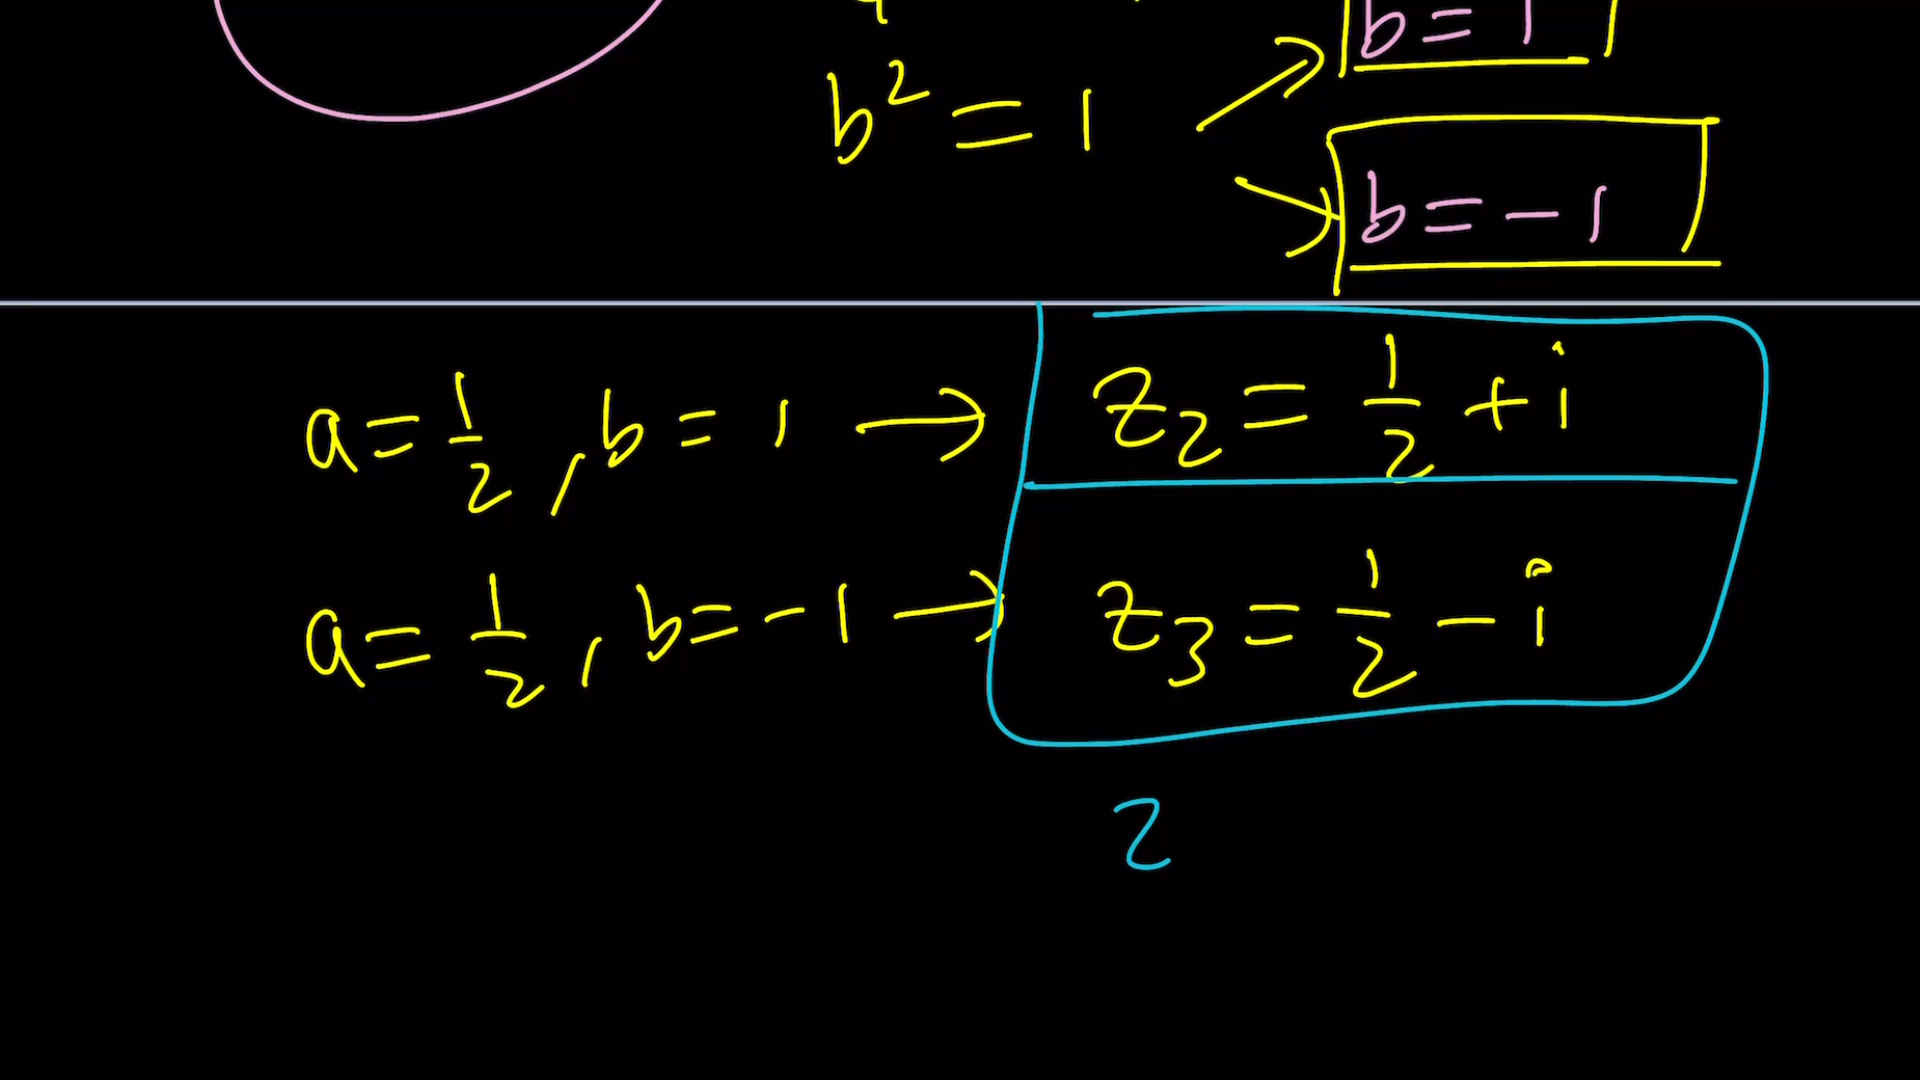 b = 1
b² = 1
b = -1
a = 1/2, b = 1 → z₂ = 1/2 + i
a = 1/2, b = -1 → z₃ = 1/2 - i
2